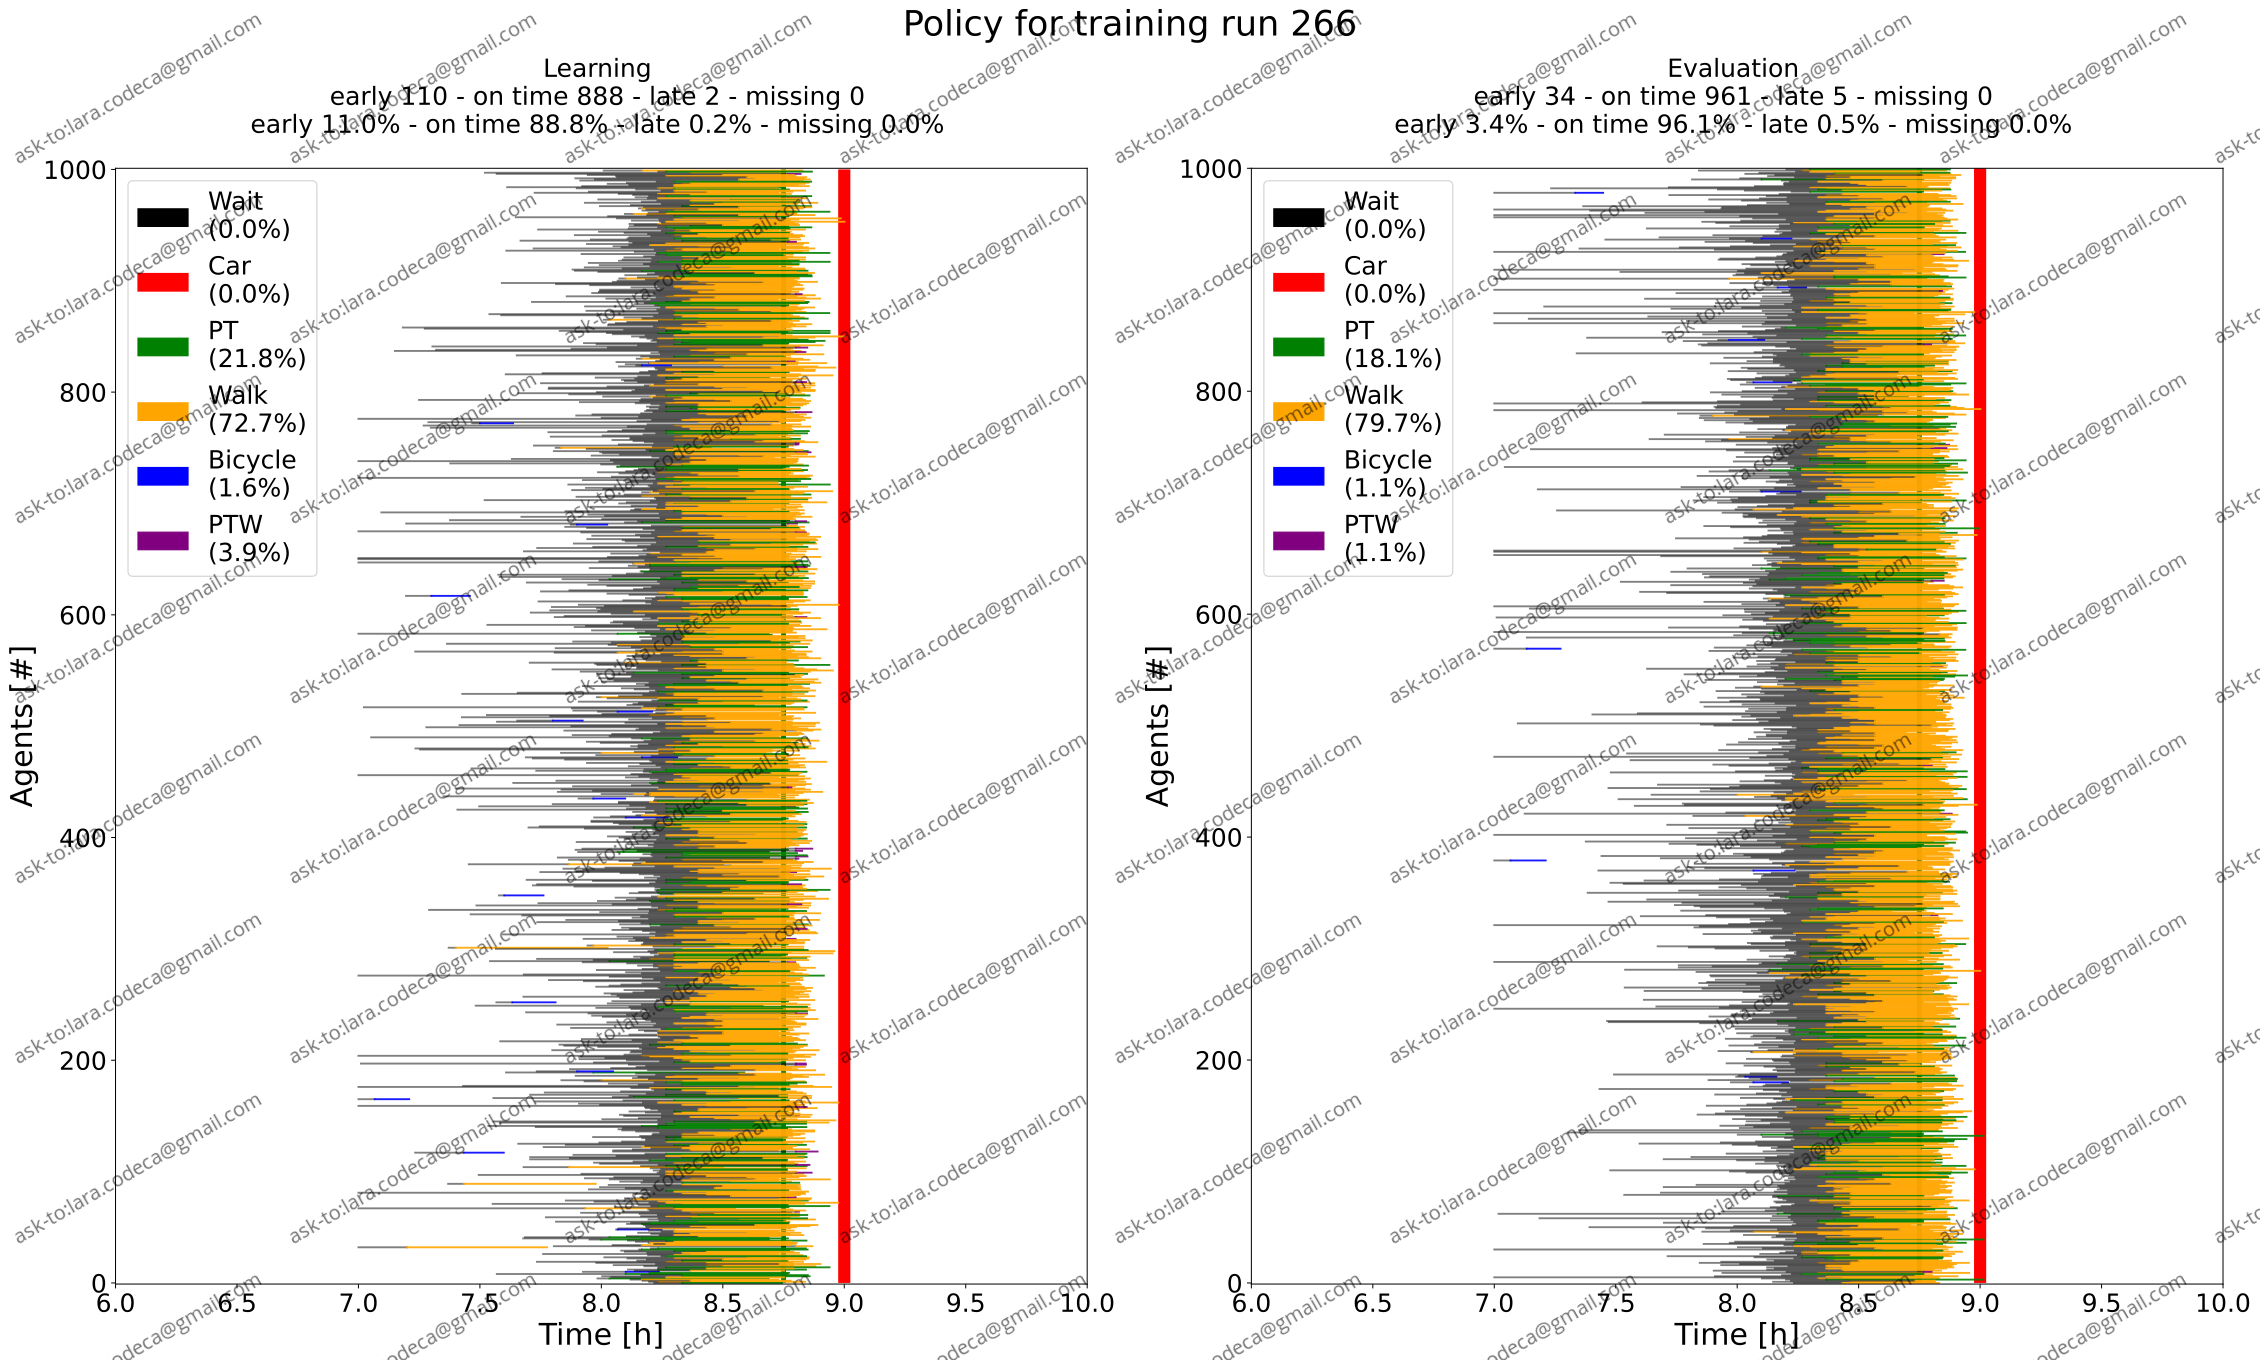 Policy for training run 266
Learning
early 110 - on time 888 - late 2 - missing 0
early 11.0% - on time 88.8% - late 0.2% - missing 0.0%
1000
800
600
400
200
0
Agents [#]
Wait
(0.0%)
Car
(0.0%)
PT
(21.8%)
Walk
(72.7%)
Bicycle
(1.6%)
PTW
(3.9%)
6.0 6.5 7.0 7.5 8.0 8.5 9.0 9.5 10.0
Time [h]
Evaluation
early 34 - on time 961 - late 5 - missing 0
early 3.4% - on time 96.1% - late 0.5% - missing 0.0%
1000
800
600
400
200
0
Agents [#]
Wait
(0.0%)
Car
(0.0%)
PT
(18.1%)
Walk
(79.7%)
Bicycle
(1.1%)
PTW
(1.1%)
6.0 6.5 7.0 7.5 8.0 8.5 9.0 9.5 10.0
Time [h]
ask-to:lara.codeca@gmail.com